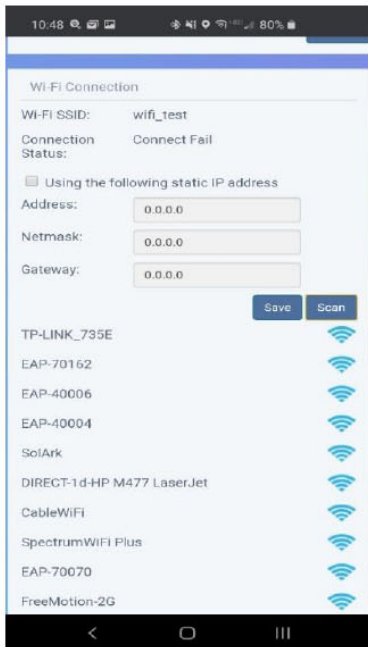 10:48 80%
Wi-Fi Connection
Wi-Fi SSID: wifi_test
Connection Status: Connect Fail
Using the following static IP address
Address: 0.0.0.0
Netmask: 0.0.0.0
Gateway: 0.0.0.0
Save Scan
TP-LINK_735E
EAP-70162
EAP-40006
EAP-40004
SolArk
DIRECT-1d-HP M477 LaserJet
CableWiFi
SpectrumWiFi Plus
EAP-70070
FreeMotion-2G